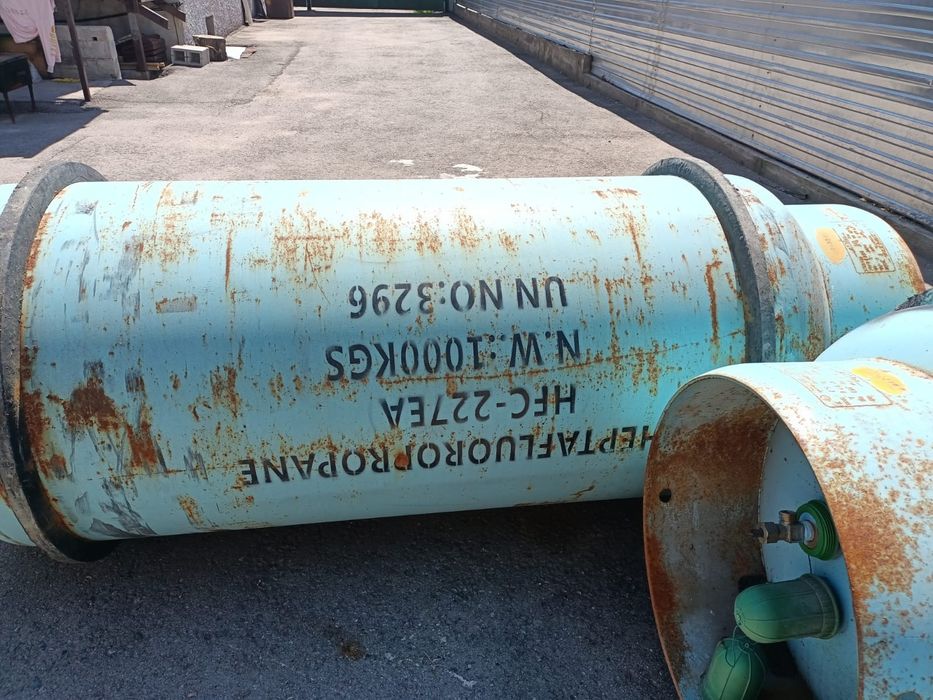 HEPTAFLUOROPROPANE
HFC-227EA
N.W.:1000KGS
UN NO:3296